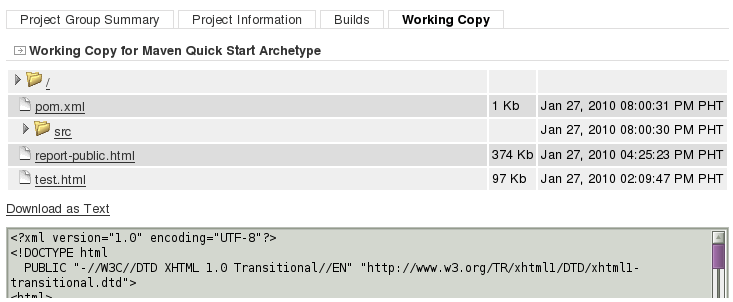 Project Group Summary Project Information Builds Working Copy
Working Copy for Maven Quick Start Archetype
/
pom.xml 1 Kb Jan 27, 2010 08:00:31 PM PHT
src Jan 27, 2010 08:00:30 PM PHT
report-public.html 374 Kb Jan 27, 2010 04:25:23 PM PHT
test.html 97 Kb Jan 27, 2010 02:09:47 PM PHT
Download as Text
<?xml version="1.0" encoding="UTF-8"?>
<!DOCTYPE html
PUBLIC "-//W3C//DTD XHTML 1.0 Transitional//EN" "http://www.w3.org/TR/xhtml1/DTD/xhtml1-
transitional.dtd">
<html>